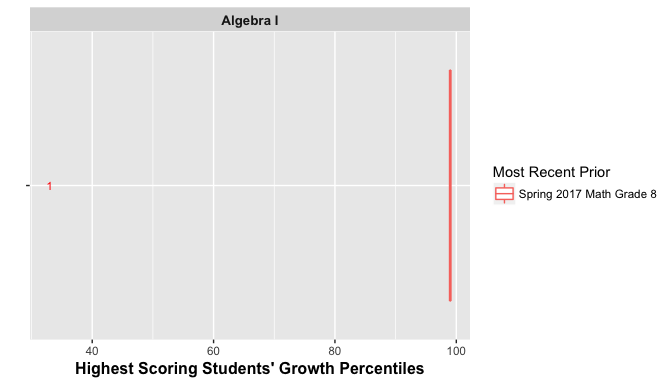 Algebra I
1
40 60 80 100
Highest Scoring Students' Growth Percentiles
Most Recent Prior
Spring 2017 Math Grade 8